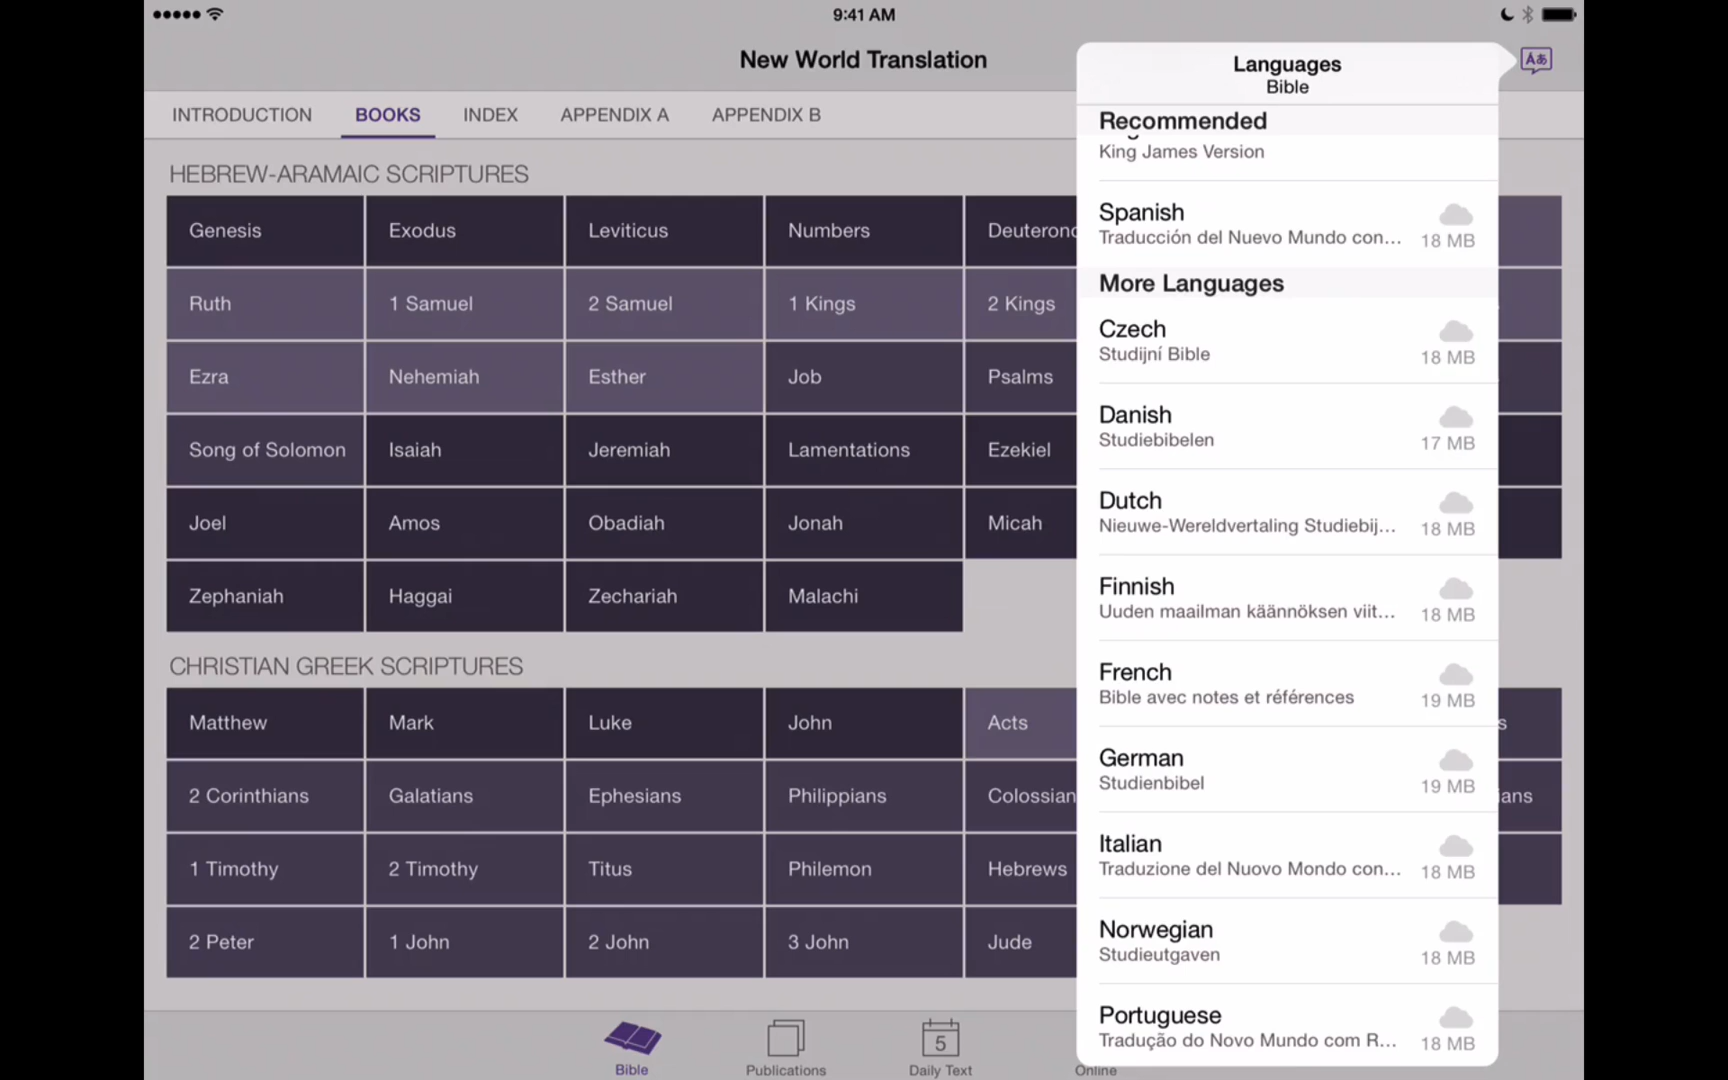 9:41 AM
New World Translation
INTRODUCTION BOOKS INDEX APPENDIX A APPENDIX B
HEBREW-ARAMAIC SCRIPTURES
Genesis Exodus Leviticus Numbers
Ruth 1 Samuel 2 Samuel 1 Kings 2 Kings
Ezra Nehemiah Esther Job Psalms
Song of Solomon Isaiah Jeremiah Lamentations Ezekiel
Joel Amos Obadiah Jonah Micah
Zephaniah Haggai Zechariah Malachi
CHRISTIAN GREEK SCRIPTURES
Matthew Mark Luke John Acts
2 Corinthians Galatians Ephesians Philippians
1 Timothy 2 Timothy Titus Philemon Hebrews
2 Peter 1 John 2 John 3 John Jude
Languages
Bible
Recommended
King James Version
Spanish
Traducción del Nuevo Mundo con...
18 MB
More Languages
Czech
Studijní Bible
18 MB
Danish
Studiebibelen
17 MB
Dutch
Nieuwe-Wereldvertaling Studiebij...
18 MB
Finnish
Uuden maailman käännöksen viit...
18 MB
French
Bible avec notes et références
19 MB
German
Studienbibel
19 MB
Italian
Traduzione del Nuovo Mondo con...
18 MB
Norwegian
Studieutgaven
18 MB
Portuguese
Tradução do Novo Mundo com R...
18 MB
5
Bible Publications Daily Text Online